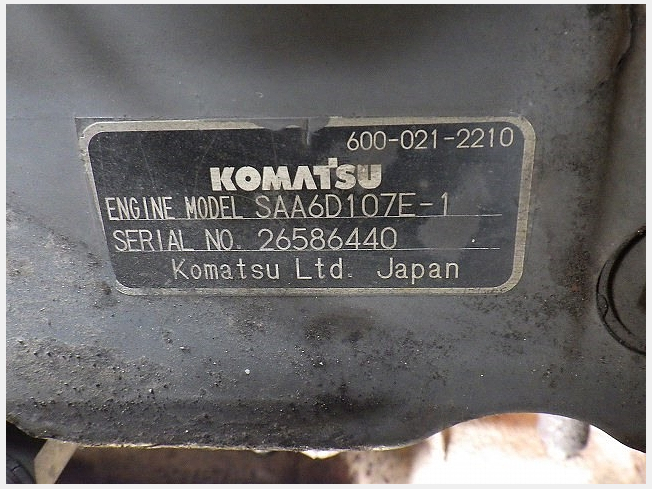 600-021-2210
KOMATSU
ENGINE MODEL SAA6D107E-1
SERIAL NO. 26586440
Komatsu Ltd. Japan